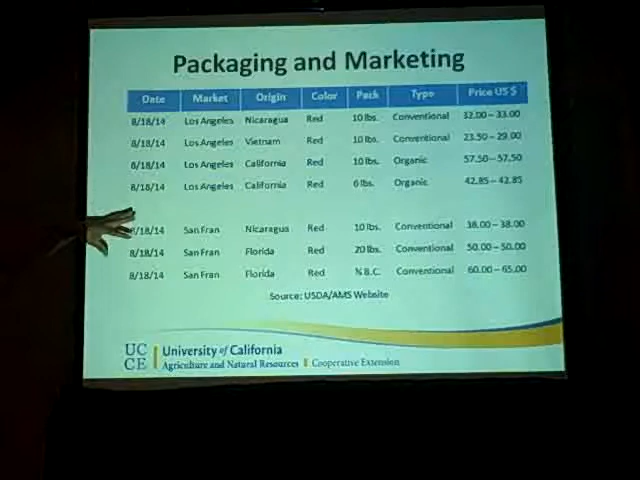 Packaging and Marketing
Date Market Origin Color Pack Type Price US $
8/18/14 Los Angeles Nicaragua Red 10 lbs. Conventional 32.00 – 33.00
8/18/14 Los Angeles Vietnam Red 10 lbs. Conventional 23.50 – 29.00
8/18/14 Los Angeles California Red 10 lbs. Organic 57.50 – 57.50
8/18/14 Los Angeles California Red 6 lbs. Organic 42.85 – 42.85
8/18/14 San Fran Nicaragua Red 10 lbs. Conventional 38.00 – 38.00
8/18/14 San Fran Florida Red 20 lbs. Conventional 50.00 – 50.00
8/18/14 San Fran Florida Red B.C. Conventional 60.00 – 65.00
Source: USDA/AMS Website
UC CE University of California
Agriculture and Natural Resources Cooperative Extension